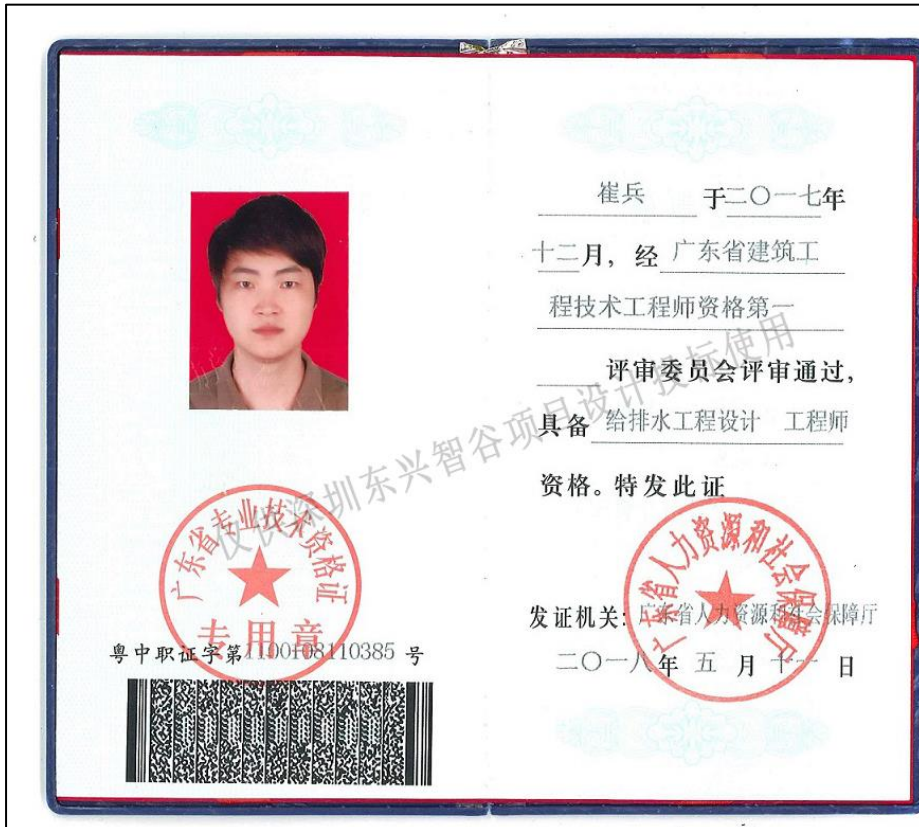 广东省专业技术资格证
专用章
粤中职证字第1100108110385 号
崔兵 于二〇一七年
十二月，经 广东省建筑工
程技术工程师资格第一
评审委员会评审通过，
具备 给排水工程设计 工程师
资格。特发此证
发证机关：广东省人力资源和社会保障厅
二〇一八年 五 月 十一 日
广东省人力资源和社会保障厅
仅供深圳东兴智谷项目设计投标使用